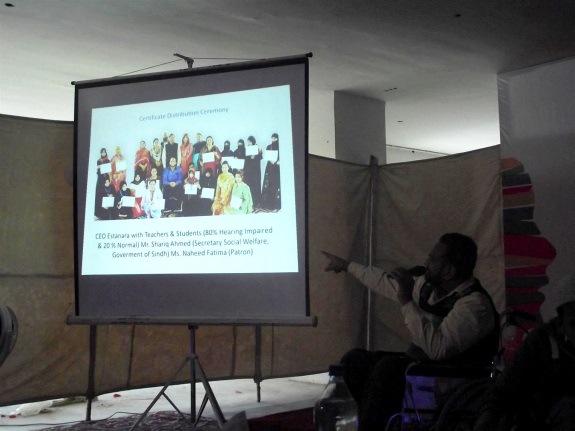 Certificate Distribution Ceremony
CEO Estanara with Teachers & Students (80% Hearing Impaired
& 20 % Normal) Mr. Shariq Ahmed (Secretary Social Welfare,
Goverment of Sindh) Ms. Naheed Fatima (Patron)